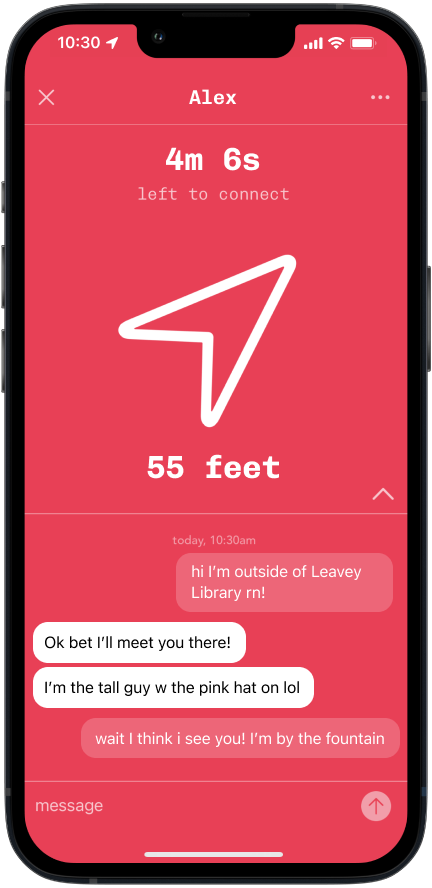 10:30
Alex
4m 6s
left to connect
55 feet
today, 10:30am
hi I’m outside of Leavey
Library rn!
Ok bet I’ll meet you there!
I’m the tall guy w the pink hat on lol
wait I think i see you! I’m by the fountain
message